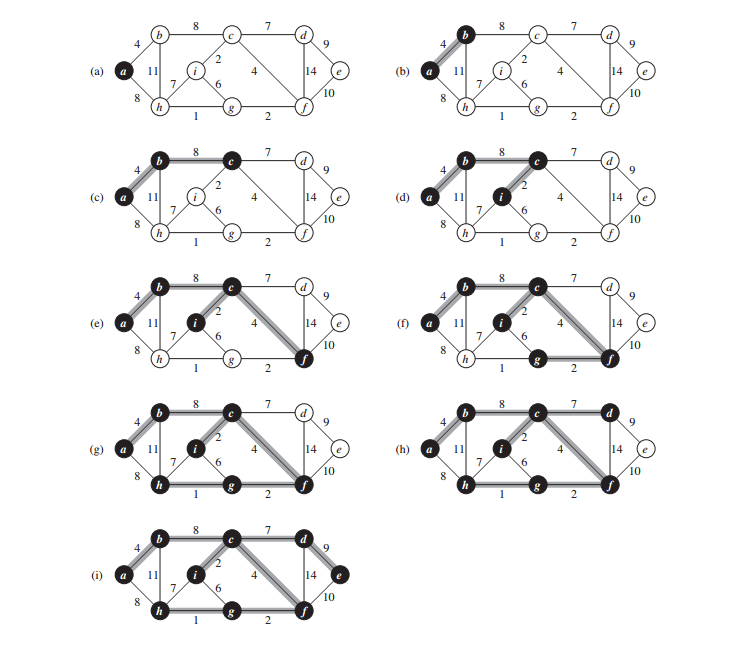 8 7
b c d
4 9
2
(a) a 11 i 4 14 e
7 6
8 10
h g f
1 2
8 7
b c d
4 9
2
(b) a 11 i 4 14 e
7 6
8 10
h g f
1 2
8 7
b c d
4 9
2
(c) a 11 i 4 14 e
7 6
8 10
h g f
1 2
8 7
b c d
4 9
2
(d) a 11 i 4 14 e
7 6
8 10
h g f
1 2
8 7
b c d
4 9
2
(e) a 11 i 4 14 e
7 6
8 10
h g f
1 2
8 7
b c d
4 9
2
(f) a 11 i 4 14 e
7 6
8 10
h g f
1 2
8 7
b c d
4 9
2
(g) a 11 i 4 14 e
7 6
8 10
h g f
1 2
8 7
b c d
4 9
2
(h) a 11 i 4 14 e
7 6
8 10
h g f
1 2
8 7
b c d
4 9
2
(i) a 11 i 4 14 e
7 6
8 10
h g f
1 2